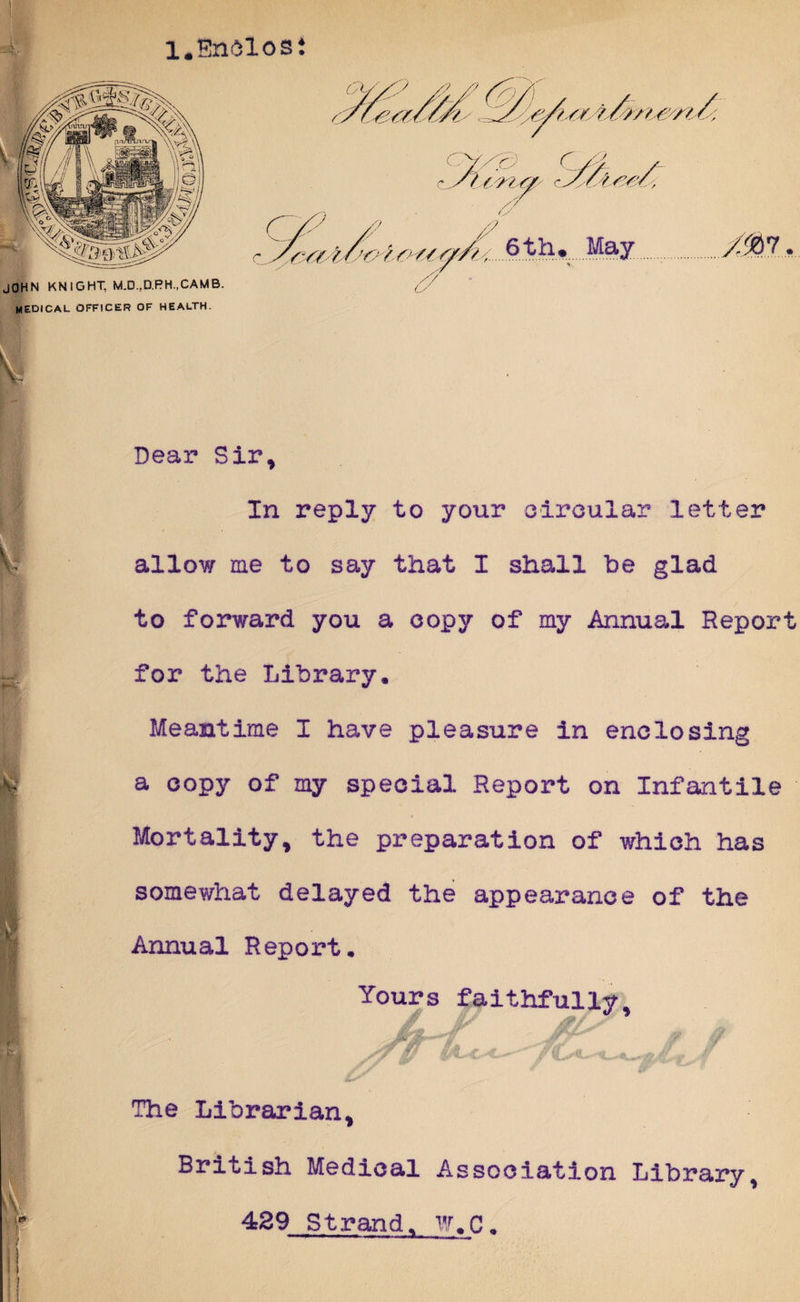 1.Enclos:
Health Department,
King Street,
Scarborough, 6th. May 1907.
JOHN KNIGHT, M.D.,D.P.H.,CAMB.
MEDICAL OFFICER OF HEALTH.
Dear Sir,
In reply to your circular letter
allow me to say that I shall be glad
to forward you a copy of my Annual Report
for the Library.
Meantime I have pleasure in enclosing
a copy of my special Report on Infantile
Mortality, the preparation of which has
somewhat delayed the appearance of the
Annual Report.
Yours faithfully,
John Knight
The Librarian,
British Medical Association Library,
429 Strand, W.C.